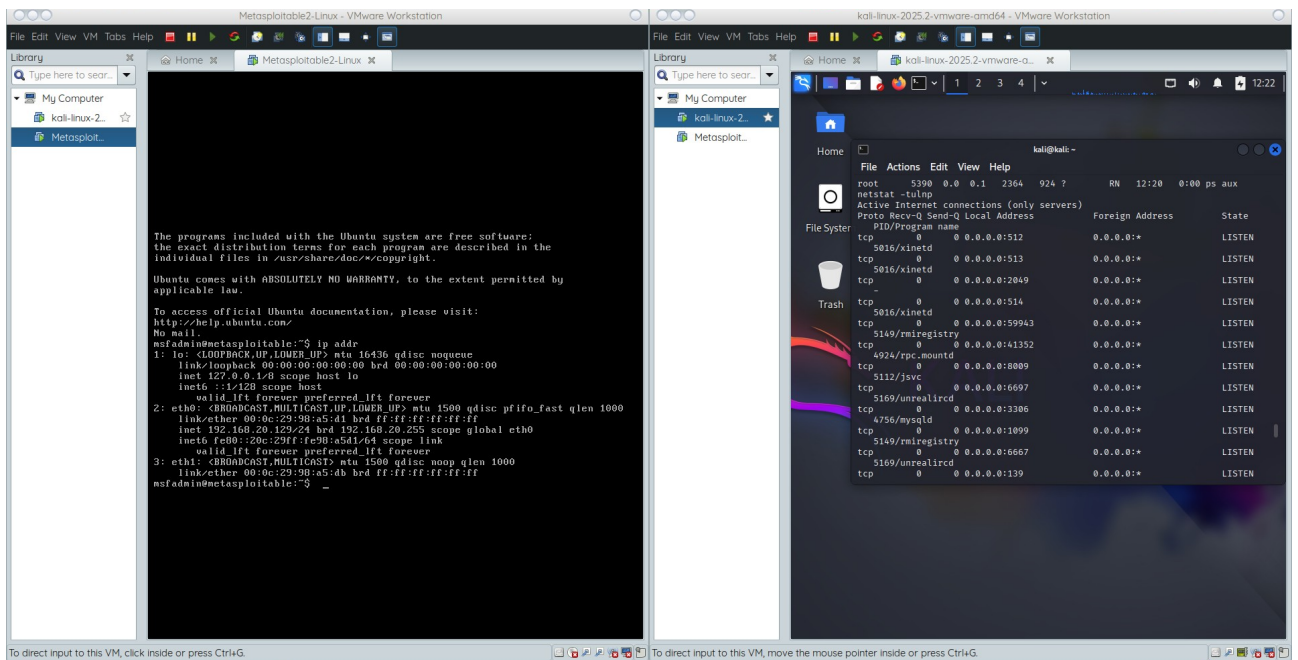 Metasploitable2-Linux - VMware Workstation
File Edit View VM Tabs Help
Library
Home
Metasploitable2-Linux
Type here to sear...
My Computer
kali-linux-2...
Metasploit...
The programs included with the Ubuntu system are free software;
the exact distribution terms for each program are described in the
individual files in /usr/share/doc/*/copyright.
Ubuntu comes with ABSOLUTELY NO WARRANTY, to the extent permitted by
applicable law.
To access official Ubuntu documentation, please visit:
http://help.ubuntu.com/
No mail.
msfadmin@metasploitable:~$ ip addr
1: lo: <LOOPBACK,UP,LOWER_UP> mtu 16436 qdisc noqueue
link/loopback 00:00:00:00:00:00 brd 00:00:00:00:00:00
inet 127.0.0.1/8 scope host lo
inet6 ::1/128 scope host
valid_lft forever preferred_lft forever
2: eth0: <BROADCAST,MULTICAST,UP,LOWER_UP> mtu 1500 qdisc pfifo_fast qlen 1000
link/ether 00:0c:29:98:a5:d1 brd ff:ff:ff:ff:ff:ff
inet 192.168.20.129/24 brd 192.168.20.255 scope global eth0
inet6 fe80::20c:29ff:fe98:a5d1/64 scope link
valid_lft forever preferred_lft forever
3: eth1: <BROADCAST,MULTICAST> mtu 1500 qdisc noop qlen 1000
link/ether 00:0c:29:98:a5:db brd ff:ff:ff:ff:ff:ff
msfadmin@metasploitable:~$ _
To direct input to this VM, click inside or press Ctrl+G.
kali-linux-2025.2-vmware-amd64 - VMware Workstation
File Edit View VM Tabs Help
Library
Home
kali-linux-2025.2-vmware-a...
Type here to sear...
My Computer
kali-linux-2...
Metasploit...
1 2 3 4
12:22
Home
File System
Trash
kali@kali: ~
File Actions Edit View Help
root 5390 0.0 0.1 2364 924 ? RN 12:20 0:00 ps aux
netstat -tulnp
Active Internet connections (only servers)
Proto Recv-Q Send-Q Local Address Foreign Address State
PID/Program name
tcp 0 0 0.0.0.0:512 0.0.0.0:* LISTEN
5016/xinetd
tcp 0 0 0.0.0.0:513 0.0.0.0:* LISTEN
5016/xinetd
tcp 0 0 0.0.0.0:2049 0.0.0.0:* LISTEN
-
tcp 0 0 0.0.0.0:514 0.0.0.0:* LISTEN
5016/xinetd
tcp 0 0 0.0.0.0:59943 0.0.0.0:* LISTEN
5149/rmiregistry
tcp 0 0 0.0.0.0:41352 0.0.0.0:* LISTEN
4924/rpc.mountd
tcp 0 0 0.0.0.0:8009 0.0.0.0:* LISTEN
5112/jsvc
tcp 0 0 0.0.0.0:6697 0.0.0.0:* LISTEN
5169/unrealircd
tcp 0 0 0.0.0.0:3306 0.0.0.0:* LISTEN
4756/mysqld
tcp 0 0 0.0.0.0:1099 0.0.0.0:* LISTEN
5149/rmiregistry
tcp 0 0 0.0.0.0:6667 0.0.0.0:* LISTEN
5169/unrealircd
tcp 0 0 0.0.0.0:139 0.0.0.0:* LISTEN
To direct input to this VM, move the mouse pointer inside or press Ctrl+G.